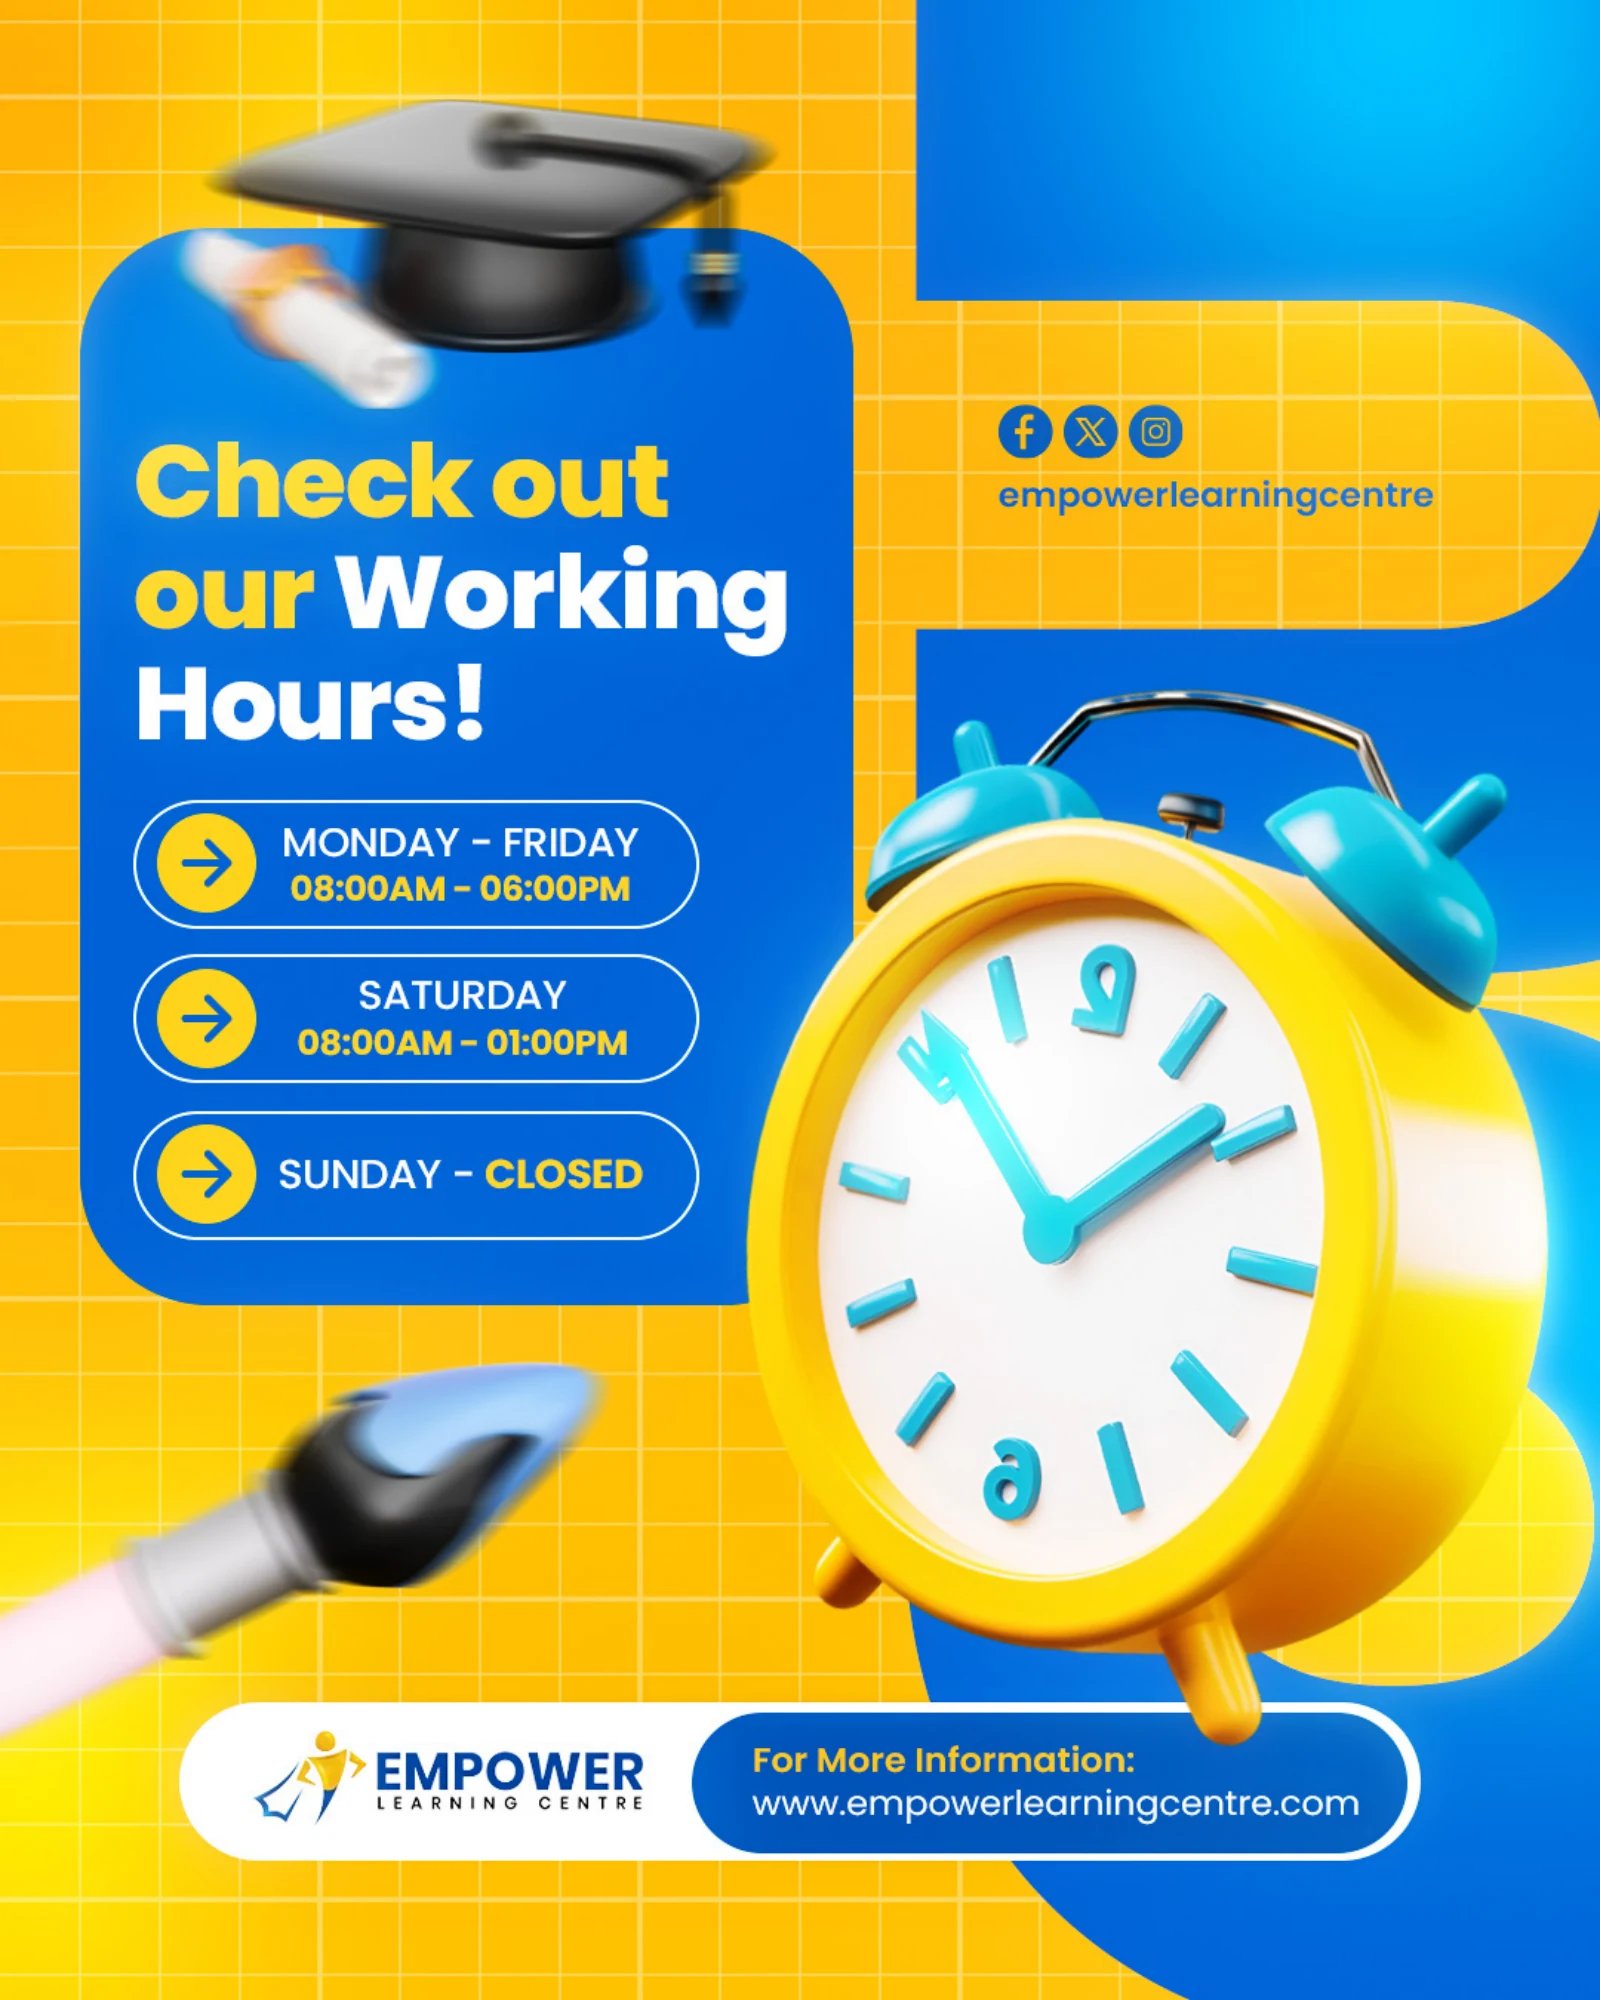 Check out
our Working
Hours!
MONDAY - FRIDAY
08:00AM - 06:00PM
SATURDAY
08:00AM - 01:00PM
SUNDAY - CLOSED
empowerlearningcentre
EMPOWER
LEARNING CENTRE
For More Information:
www.empowerlearningcentre.com